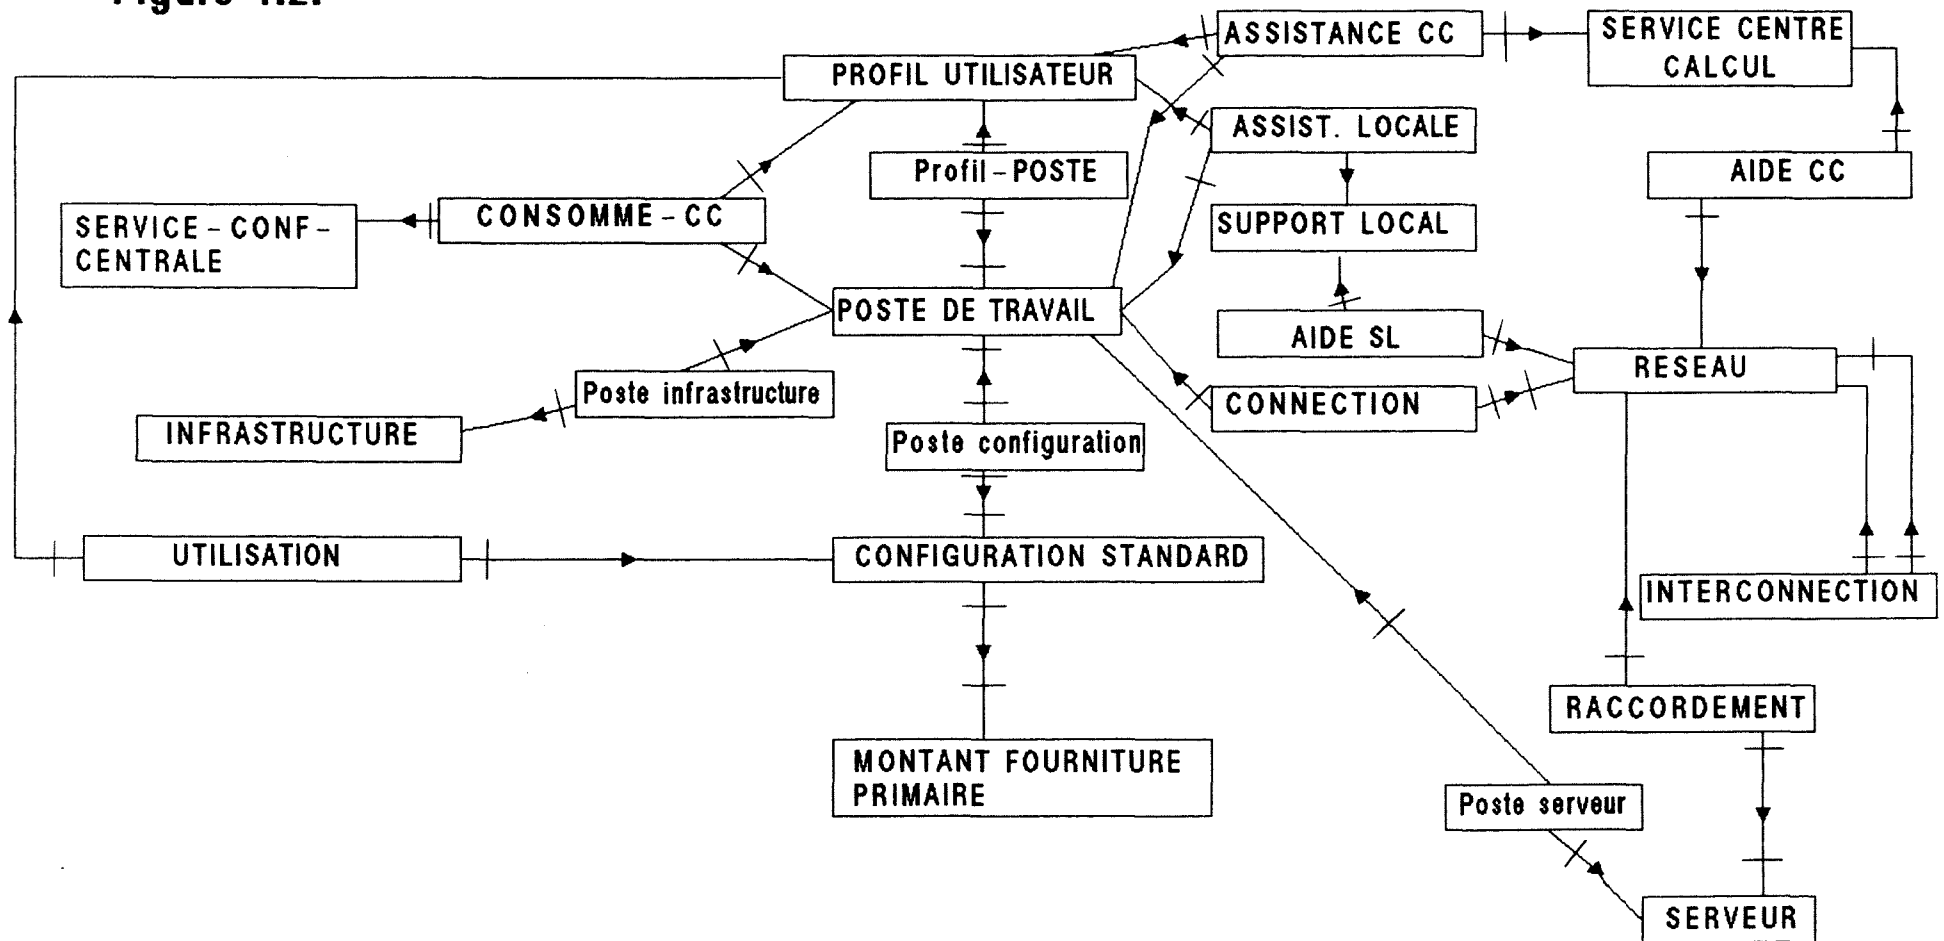 Figure 1.2.
ASSISTANCE CC
SERVICE CENTRE
CALCUL
PROFIL UTILISATEUR
ASSIST. LOCALE
Profil-POSTE
AIDE CC
CONSOMME-CC
SERVICE-CONF-
CENTRALE
SUPPORT LOCAL
POSTE DE TRAVAIL
AIDE SL
RESEAU
Poste infrastructure
CONNECTION
INFRASTRUCTURE
Poste configuration
UTILISATION
CONFIGURATION STANDARD
INTERCONNECTION
RACCORDEMENT
MONTANT FOURNITURE
PRIMAIRE
Poste serveur
SERVEUR